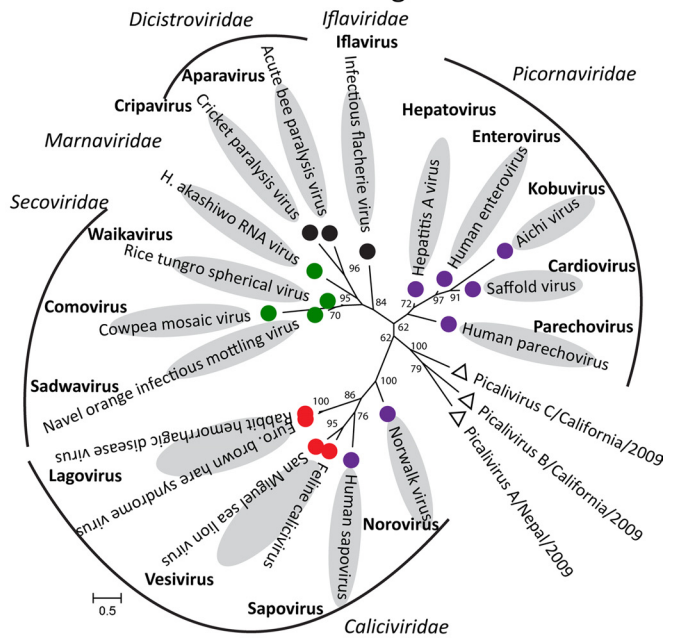 Dicistroviridae
Iflaviridae
Iflavirus
Picornaviridae
Aparavirus
Acute bee paralysis virus
Infectious flacherie virus
Cripavirus
Cricket paralysis virus
Hepatovirus
Hepatitis A virus
Enterovirus
Human enterovirus
Marnaviridae
H. akashiwo RNA virus
Kobuvirus
Aichi virus
Secoviridae
Waikavirus
Rice tungro spherical virus
Cardiovirus
Saffold virus
Comovirus
Cowpea mosaic virus
Parechovirus
Human parechovirus
Sadwavirus
Navel orange infectious mottling virus
96
84
95
70
72
97
91
62
62
100
79
100
86
76
95
100
Picalivirus C/California/2009
Picalivirus B/California/2009
Picalivirus A/Nepal/2009
Rabbit hemorrhagic disease virus
Euro. brown hare syndrome virus
Lagovirus
San Miguel sea lion virus
Feline calicivirus
Vesivirus
Human sapovirus
Sapovirus
Norwalk virus
Norovirus
Caliciviridae
0.5